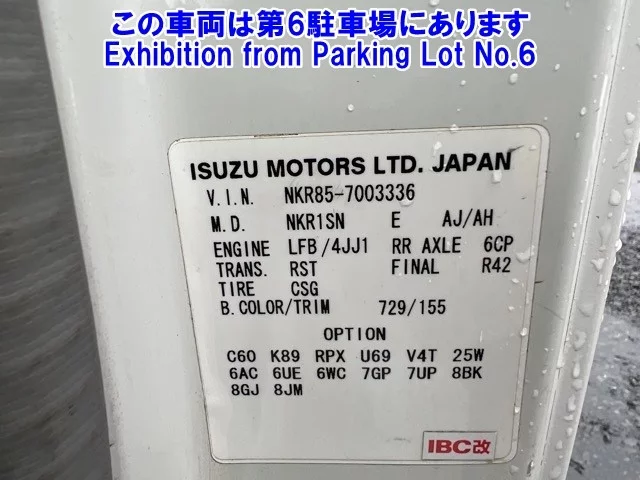 この車両は第6駐車場にあります
Exhibition from Parking Lot No.6
ISUZU MOTORS LTD. JAPAN
V.I.N. NKR85-7003336
M.D. NKR1SN E AJ/AH
ENGINE LFB/4JJ1 RR AXLE 6CP
TRANS. RST FINAL R42
TIRE CSG
B.COLOR/TRIM 729/155
OPTION
C60 K89 RPX U69 V4T 25W
6AC 6UE 6WC 7GP 7UP 8BK
8GJ 8JM
IBC改